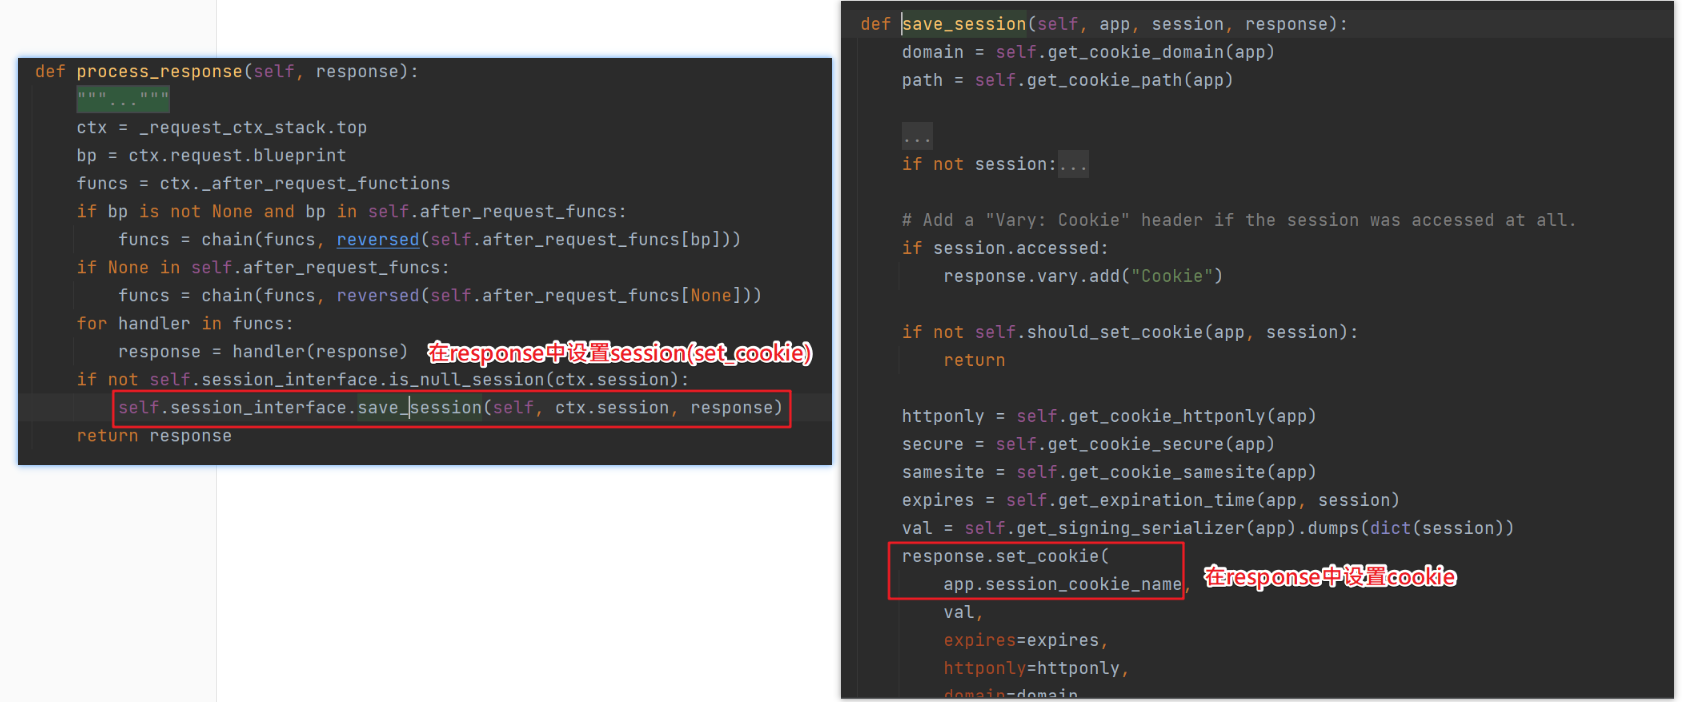 def process_response(self, response):
"""..."""
ctx = _request_ctx_stack.top
bp = ctx.request.blueprint
funcs = ctx._after_request_functions
if bp is not None and bp in self.after_request_funcs:
funcs = chain(funcs, reversed(self.after_request_funcs[bp]))
if None in self.after_request_funcs:
funcs = chain(funcs, reversed(self.after_request_funcs[None]))
for handler in funcs:
response = handler(response)
在response中设置session(set_cookie)
if not self.session_interface.is_null_session(ctx.session):
self.session_interface.save_session(self, ctx.session, response)
return response
def save_session(self, app, session, response):
domain = self.get_cookie_domain(app)
path = self.get_cookie_path(app)
...
if not session:...
# Add a "Vary: Cookie" header if the session was accessed at all.
if session.accessed:
response.vary.add("Cookie")
if not self.should_set_cookie(app, session):
return
httponly = self.get_cookie_httponly(app)
secure = self.get_cookie_secure(app)
samesite = self.get_cookie_samesite(app)
expires = self.get_expiration_time(app, session)
val = self.get_signing_serializer(app).dumps(dict(session))
response.set_cookie(
app.session_cookie_name,
在response中设置cookie
val,
expires=expires,
httponly=httponly,
domain=domain